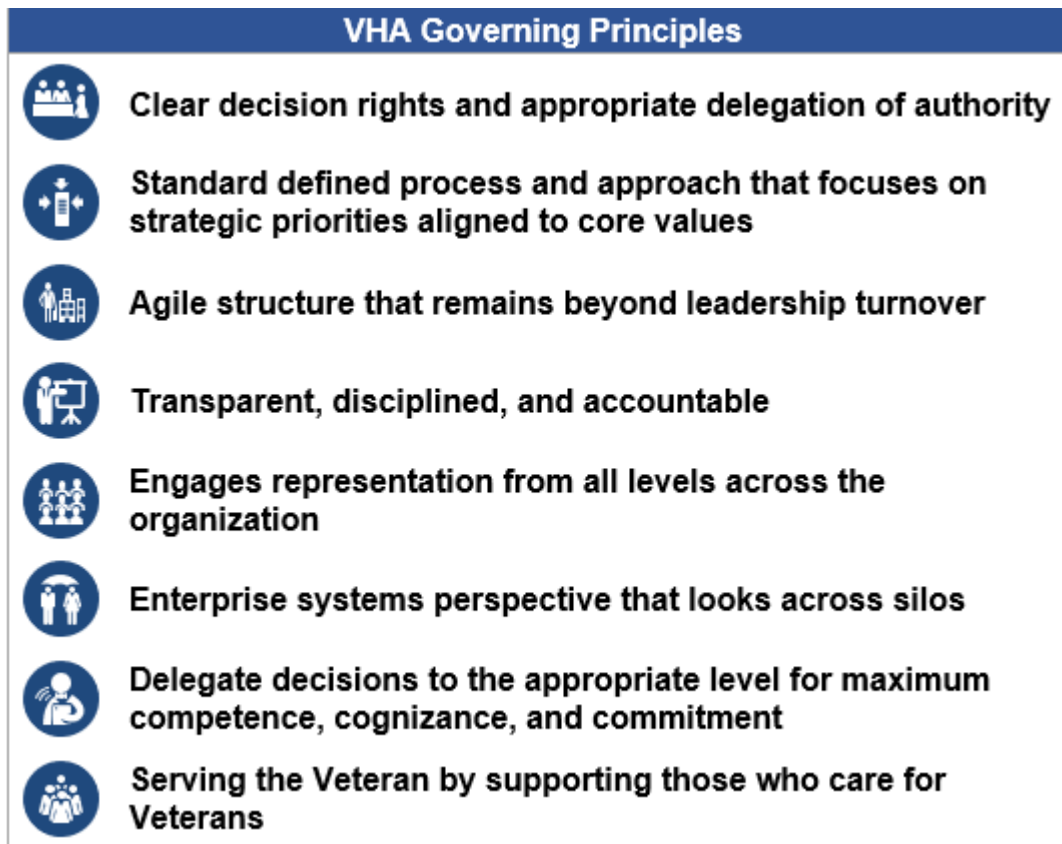 VHA Governing Principles
Clear decision rights and appropriate delegation of authority
Standard defined process and approach that focuses on
strategic priorities aligned to core values
Agile structure that remains beyond leadership turnover
Transparent, disciplined, and accountable
Engages representation from all levels across the
organization
Enterprise systems perspective that looks across silos
Delegate decisions to the appropriate level for maximum
competence, cognizance, and commitment
Serving the Veteran by supporting those who care for
Veterans